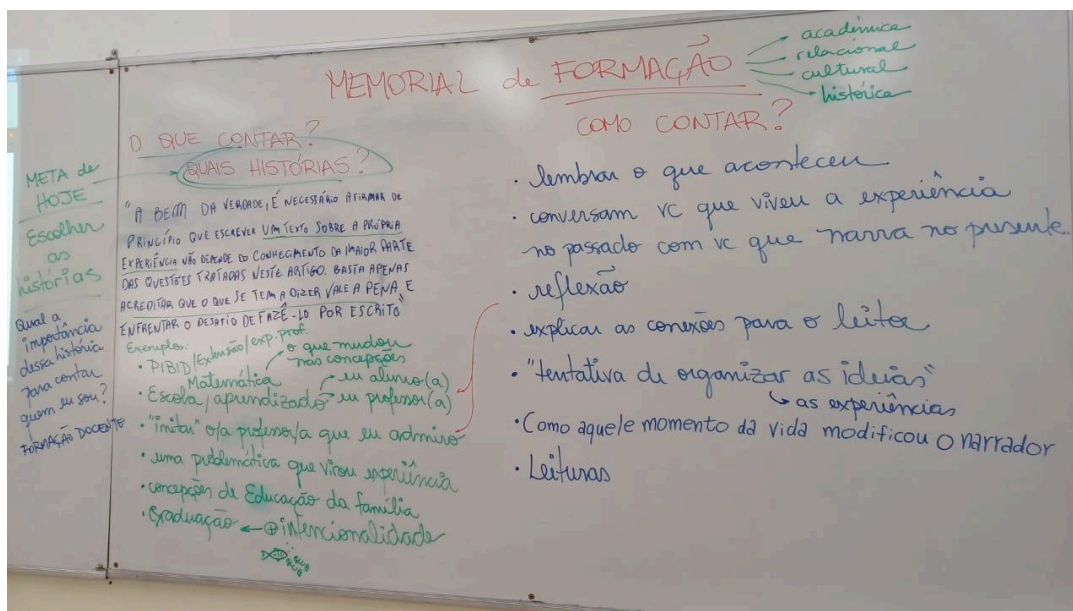 MEMORIAL de FORMAÇÃO
acadêmica
relacional
cultural
histórica
META de
HOJE
Escolher
as
histórias
Qual a
importância
dessa história
para contar
quem eu sou?
FORMAÇÃO DOCENTE
O QUE CONTAR?
QUAIS HISTÓRIAS?
"A BEM DA VERDADE, É NECESSÁRIO AFIRMAR DE
PRINCÍPIO QUE ESCREVER UM TEXTO SOBRE A PRÓPRIA
EXPERIÊNCIA NÃO DEPENDE DO CONHECIMENTO DA MAIOR PARTE
DAS QUESTÕES TRATADAS NESTE ARTIGO. BASTA APENAS
ACREDITAR QUE O QUE SE TEM A DIZER VALE A PENA E
ENFRENTAR O DESAFIO DE FAZÊ-LO POR ESCRITO"
Exemplos:
• PIBID/Extensão/exp. prof.
o que mudou
nas concepções
Matemática
• Escola, aprendizado
eu aluno(a)
eu professor(a)
• "imitar" o/a professor/a que eu admiro
• uma problemática que virou experiência
• concepções de Educação da família
• Graduação ← ⊕ intencionalidade
COMO CONTAR?
• lembrar o que aconteceu
• conversam vc que viveu a experiência
no passado com vc que narra no presente.
• reflexão
• explicar as conexões para o leitor
• "tentativa de organizar as ideias"
as experiências
• Como aquele momento da vida modificou o narrador
• Leituras